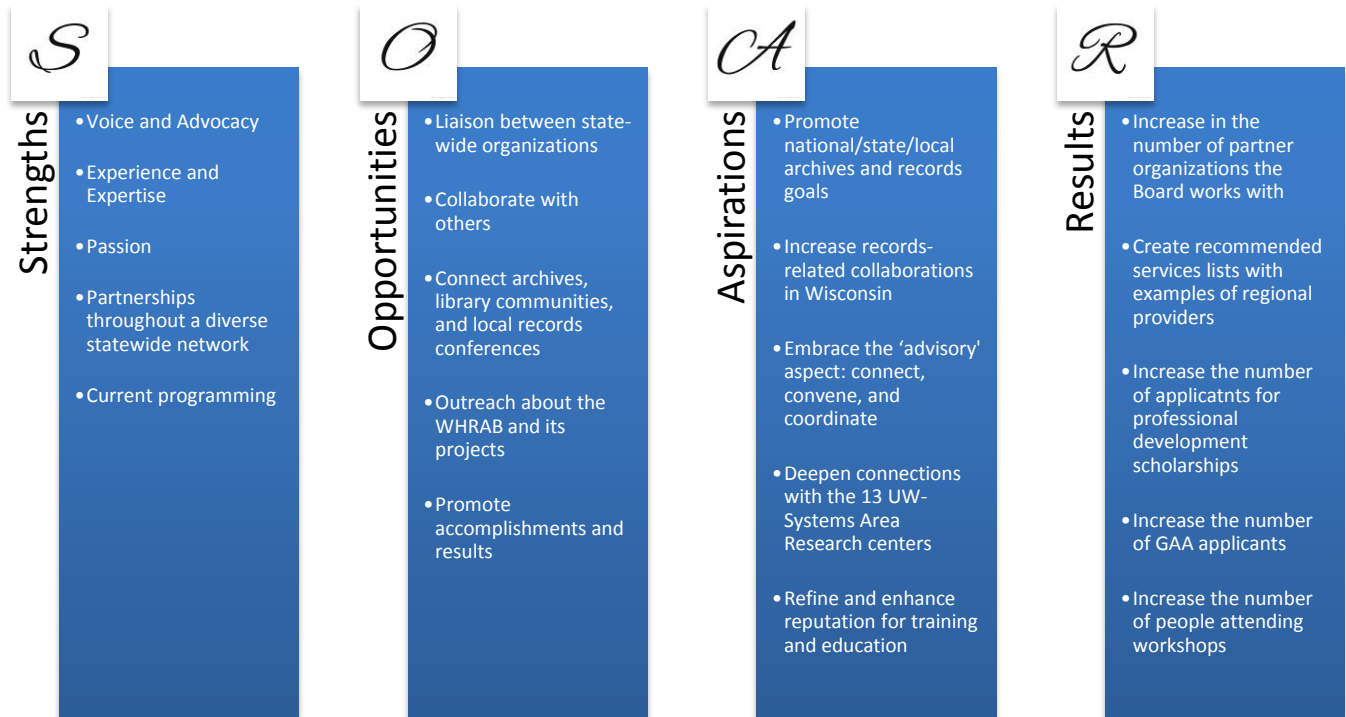 S
Strengths
•Voice and Advocacy
•Experience and
Expertise
•Passion
•Partnerships
throughout a diverse
statewide network
•Current programming
O
Opportunities
•Liaison between state-
wide organizations
•Collaborate with
others
•Connect archives,
library communities,
and local records
conferences
•Outreach about the
WHRAB and its
projects
•Promote
accomplishments and
results
A
Aspirations
•Promote
national/state/local
archives and records
goals
•Increase records-
related collaborations
in Wisconsin
•Embrace the ‘advisory'
aspect: connect,
convene, and
coordinate
•Deepen connections
with the 13 UW-
Systems Area
Research centers
•Refine and enhance
reputation for training
and education
R
Results
•Increase in the
number of partner
organizations the
Board works with
•Create recommended
services lists with
examples of regional
providers
•Increase the number
of applicatnts for
professional
development
scholarships
•Increase the number
of GAA applicants
•Increase the number
of people attending
workshops